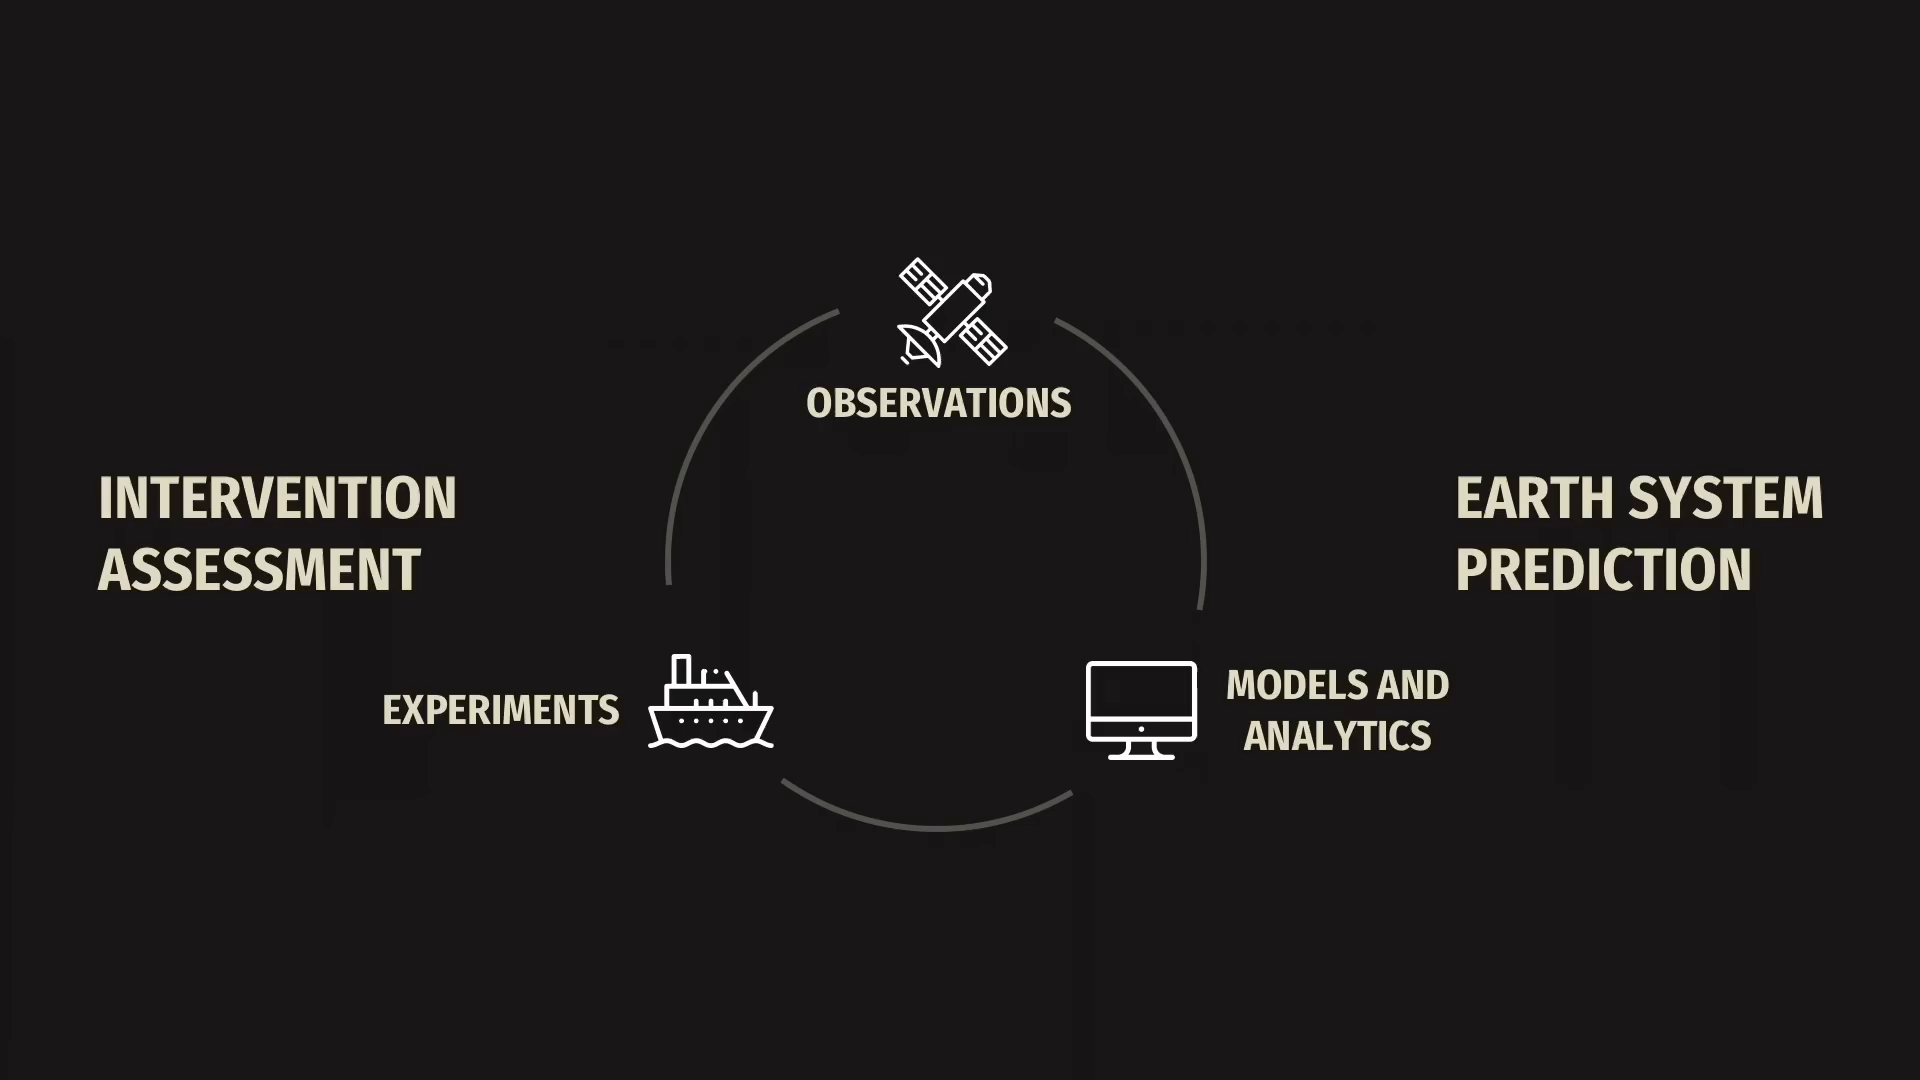 OBSERVATIONS
INTERVENTION
ASSESSMENT
EARTH SYSTEM
PREDICTION
EXPERIMENTS
MODELS AND
ANALYTICS